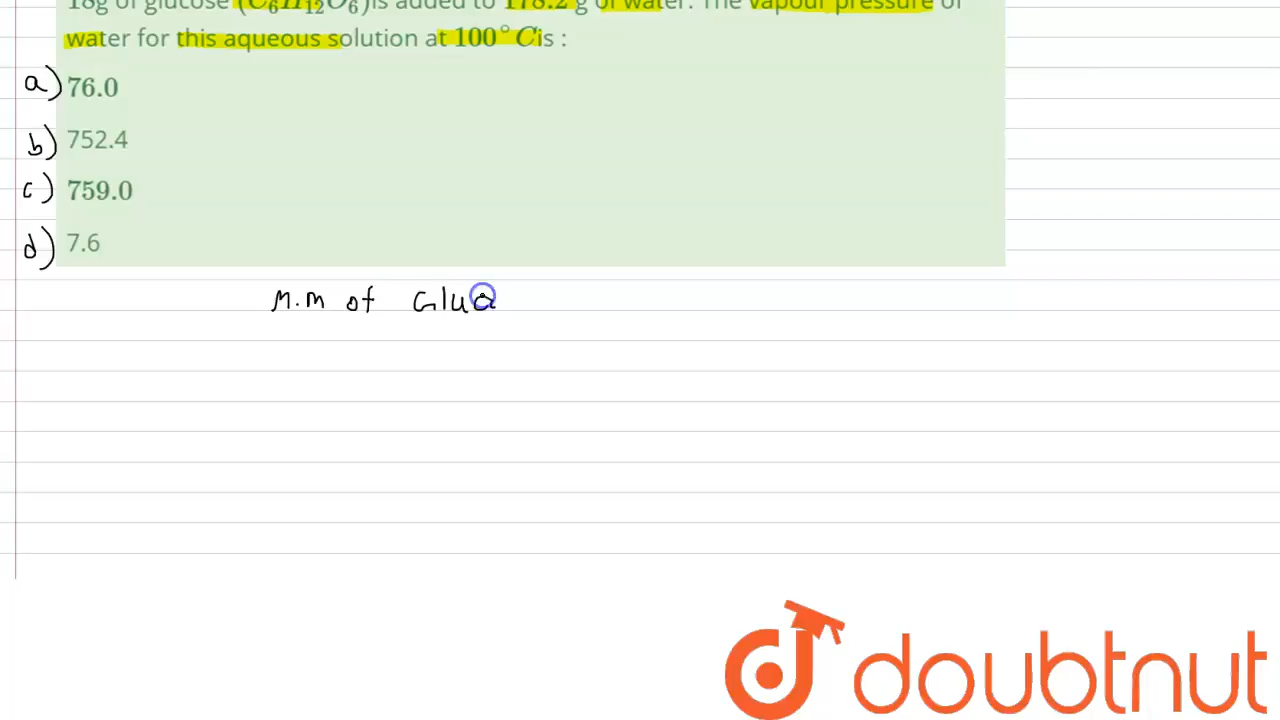 18g of glucose (C₆H₁₂O₆)is added to 178.2 g of water. The vapour pressure of
water for this aqueous solution at 100°Cis :
a) 76.0
b) 752.4
c) 759.0
d) 7.6
M.M of Gluc
doubtnut